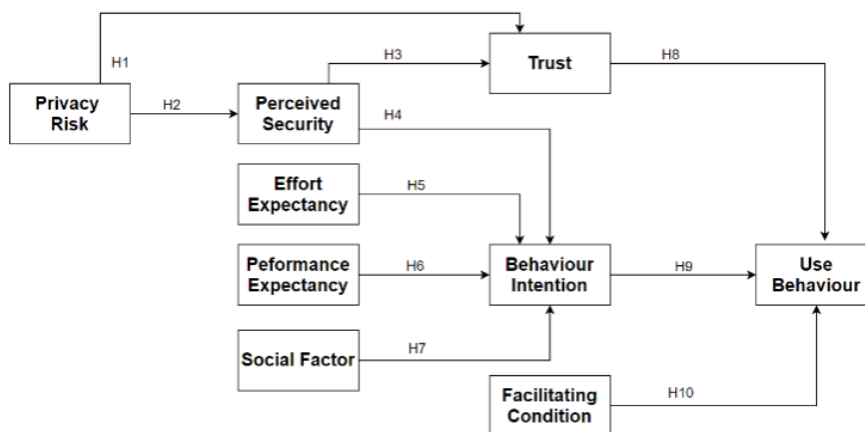 H3
Trust
H8
H1
Privacy
Risk
H2
Perceived
Security
H4
Effort
Expectancy
H5
Peformance
Expectancy
H6
Behaviour
Intention
H9
Use
Behaviour
Social Factor
H7
Facilitating
Condition
H10